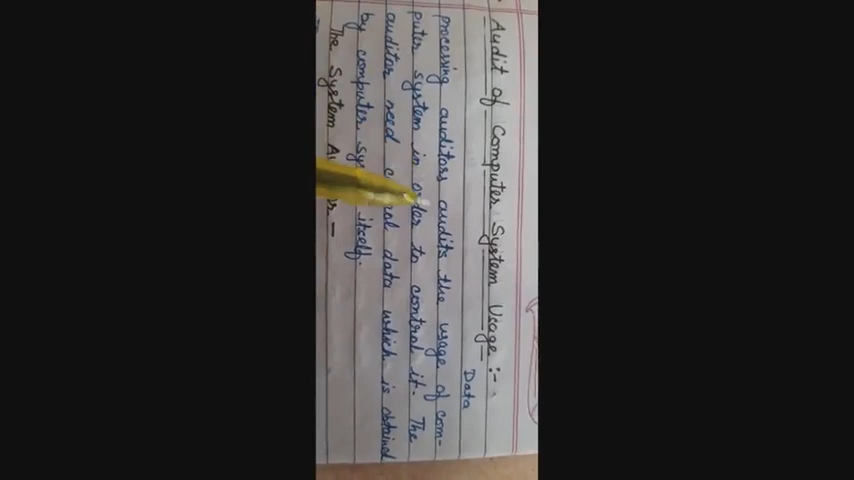 Audit of Computer System Usage :-
Data
processing auditors audits the usage of com-
puter system in order to control it. The
auditor need data which is obtained
by computer itself.
The System